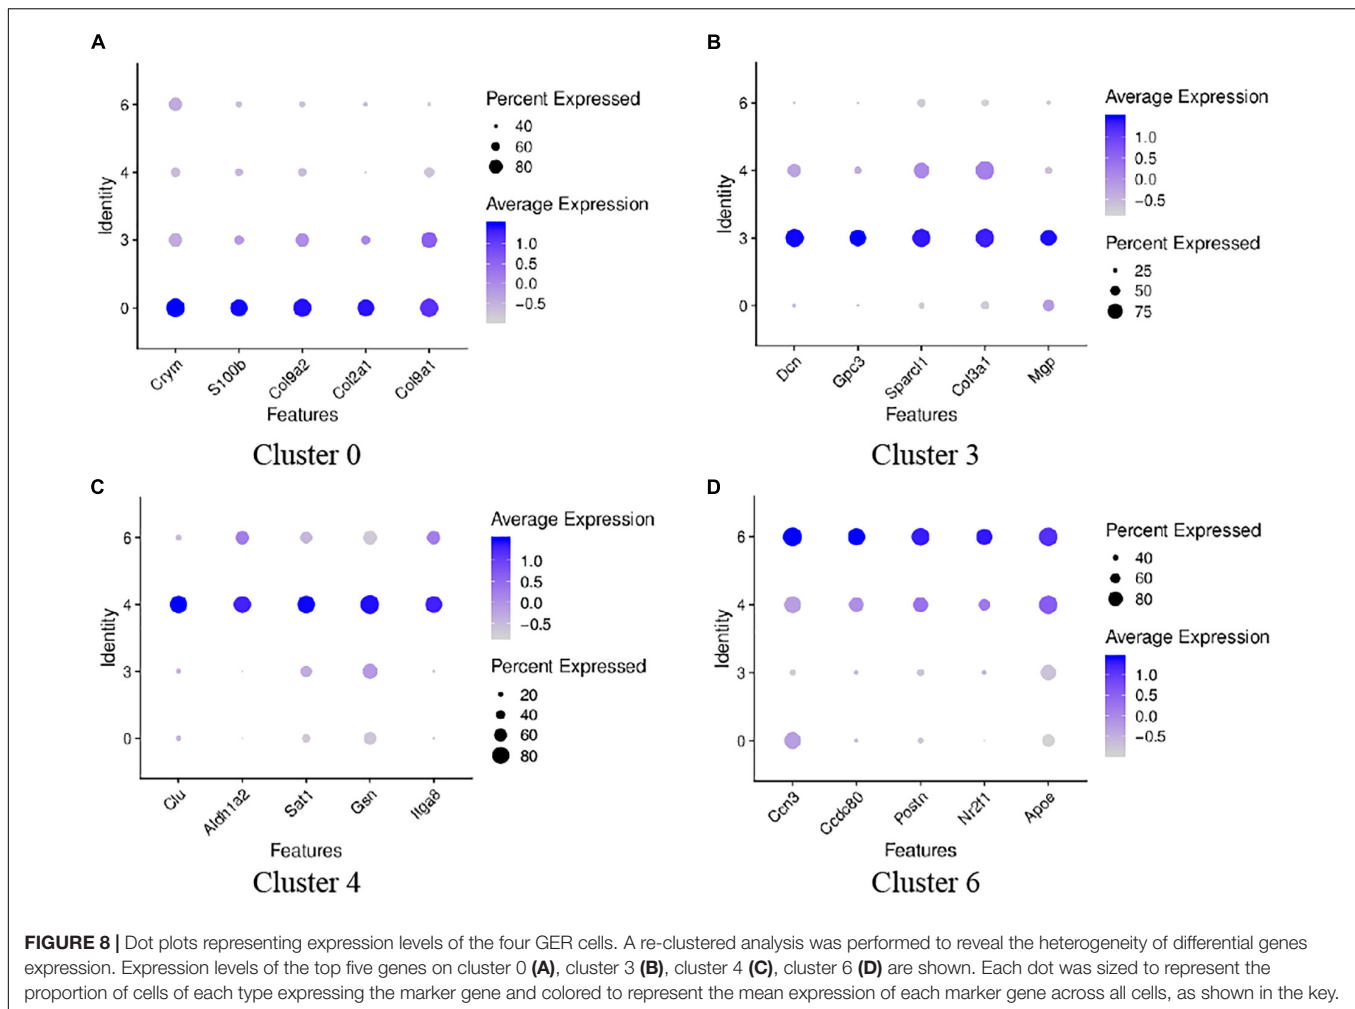 A
6
4
3
0
Identity
Crym
S100b
Col9a2
Col2a1
Col9a1
Features
Percent Expressed
40
60
80
Average Expression
1.0
0.5
0.0
−0.5
Cluster 0
B
6
4
3
0
Identity
Dcn
Gpc3
Sparcl1
Col3a1
Mgp
Features
Average Expression
1.0
0.5
0.0
−0.5
Percent Expressed
25
50
75
Cluster 3
C
6
4
3
0
Identity
Clu
Aldh1a2
Sat1
Gsn
Itga8
Features
Average Expression
1.0
0.5
0.0
−0.5
Percent Expressed
20
40
60
80
Cluster 4
D
6
4
3
0
Identity
Ccn3
Ccdc80
Postn
Nr2f1
Apoe
Features
Percent Expressed
40
60
80
Average Expression
1.0
0.5
0.0
−0.5
Cluster 6
FIGURE 8 | Dot plots representing expression levels of the four GER cells. A re-clustered analysis was performed to reveal the heterogeneity of differential genes
expression. Expression levels of the top five genes on cluster 0 (A), cluster 3 (B), cluster 4 (C), cluster 6 (D) are shown. Each dot was sized to represent the
proportion of cells of each type expressing the marker gene and colored to represent the mean expression of each marker gene across all cells, as shown in the key.